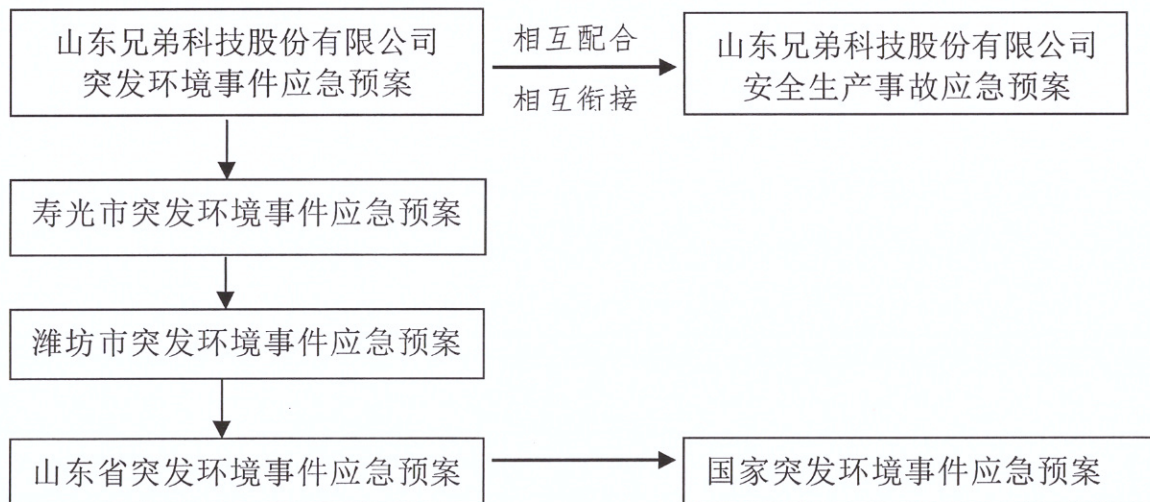 山东兄弟科技股份有限公司
突发环境事件应急预案
相互配合
相互衔接
山东兄弟科技股份有限公司
安全生产事故应急预案
寿光市突发环境事件应急预案
潍坊市突发环境事件应急预案
山东省突发环境事件应急预案
国家突发环境事件应急预案